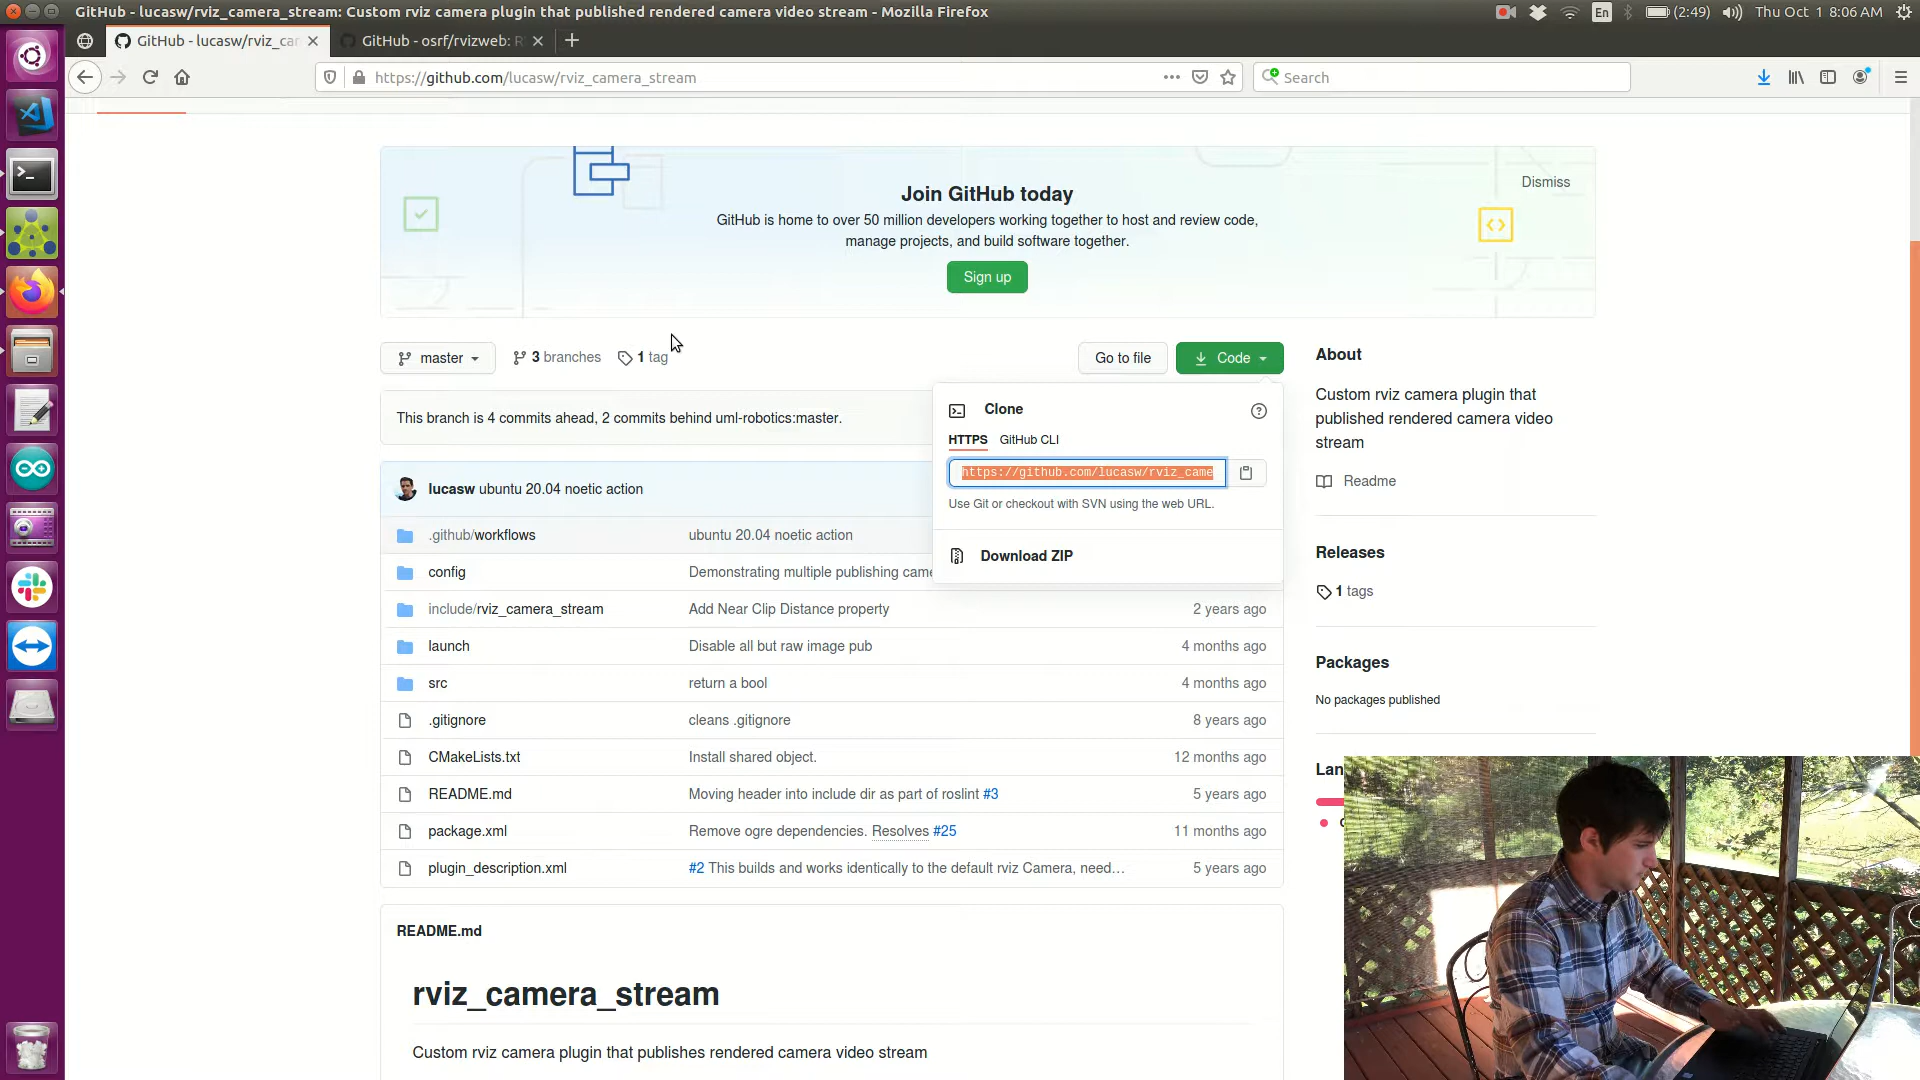 GitHub - lucasw/rviz_camera_stream: Custom rviz camera plugin that published rendered camera video stream - Mozilla Firefox
En
(2:49)
Thu Oct 1 8:06 AM
GitHub - lucasw/rviz_car
GitHub - osrf/rvizweb: R
https://github.com/lucasw/rviz_camera_stream
Search
Join GitHub today
Dismiss
GitHub is home to over 50 million developers working together to host and review code,
manage projects, and build software together.
Sign up
master
3 branches
1 tag
Go to file
Code
This branch is 4 commits ahead, 2 commits behind uml-robotics:master.
Clone
HTTPS
GitHub CLI
https://github.com/lucasw/rviz_came
Use Git or checkout with SVN using the web URL.
Download ZIP
lucasw ubuntu 20.04 noetic action
.github/workflows
ubuntu 20.04 noetic action
config
Demonstrating multiple publishing came
include/rviz_camera_stream
Add Near Clip Distance property
2 years ago
launch
Disable all but raw image pub
4 months ago
src
return a bool
4 months ago
.gitignore
cleans .gitignore
8 years ago
CMakeLists.txt
Install shared object.
12 months ago
README.md
Moving header into include dir as part of roslint #3
5 years ago
package.xml
Remove ogre dependencies. Resolves #25
11 months ago
plugin_description.xml
#2 This builds and works identically to the default rviz Camera, need…
5 years ago
README.md
rviz_camera_stream
Custom rviz camera plugin that publishes rendered camera video stream
About
Custom rviz camera plugin that
published rendered camera video
stream
Readme
Releases
1 tags
Packages
No packages published
Lan